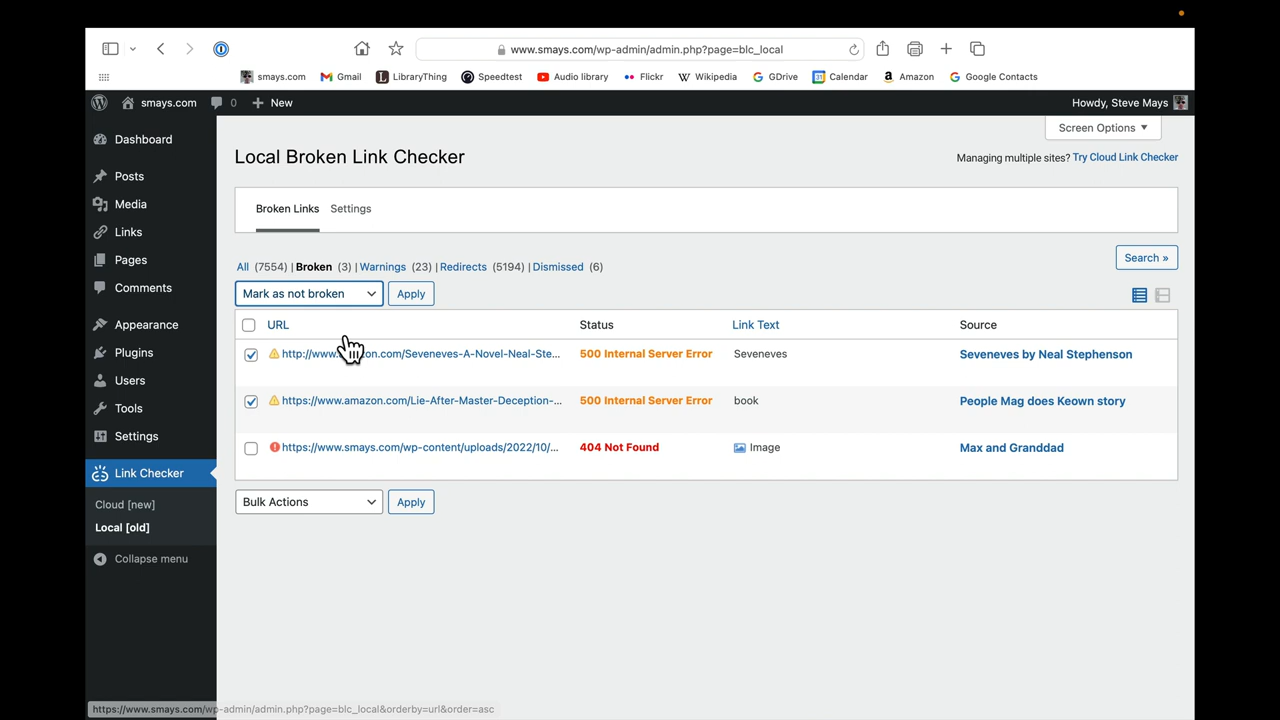 www.smays.com/wp-admin/admin.php?page=blc_local
smays.com Gmail LibraryThing Speedtest Audio library Flickr Wikipedia GDrive Calendar Amazon Google Contacts
smays.com 0 New Howdy, Steve Mays
Screen Options
Dashboard
Posts
Media
Links
Pages
Comments
Appearance
Plugins
Users
Tools
Settings
Link Checker
Cloud [new]
Local [old]
Collapse menu
Local Broken Link Checker
Managing multiple sites? Try Cloud Link Checker
Broken Links Settings
Search »
All (7554) | Broken (3) | Warnings (23) | Redirects (5194) | Dismissed (6)
Mark as not broken Apply
URL Status Link Text Source
http://www. on.com/Seveneves-A-Novel-Neal-Ste... 500 Internal Server Error Seveneves Seveneves by Neal Stephenson
https://www.amazon.com/Lie-After-Master-Deception-... 500 Internal Server Error book People Mag does Keown story
https://www.smays.com/wp-content/uploads/2022/10/... 404 Not Found Image Max and Granddad
Bulk Actions Apply
https://www.smays.com/wp-admin/admin.php?page=blc_local&orderby=url&order=asc